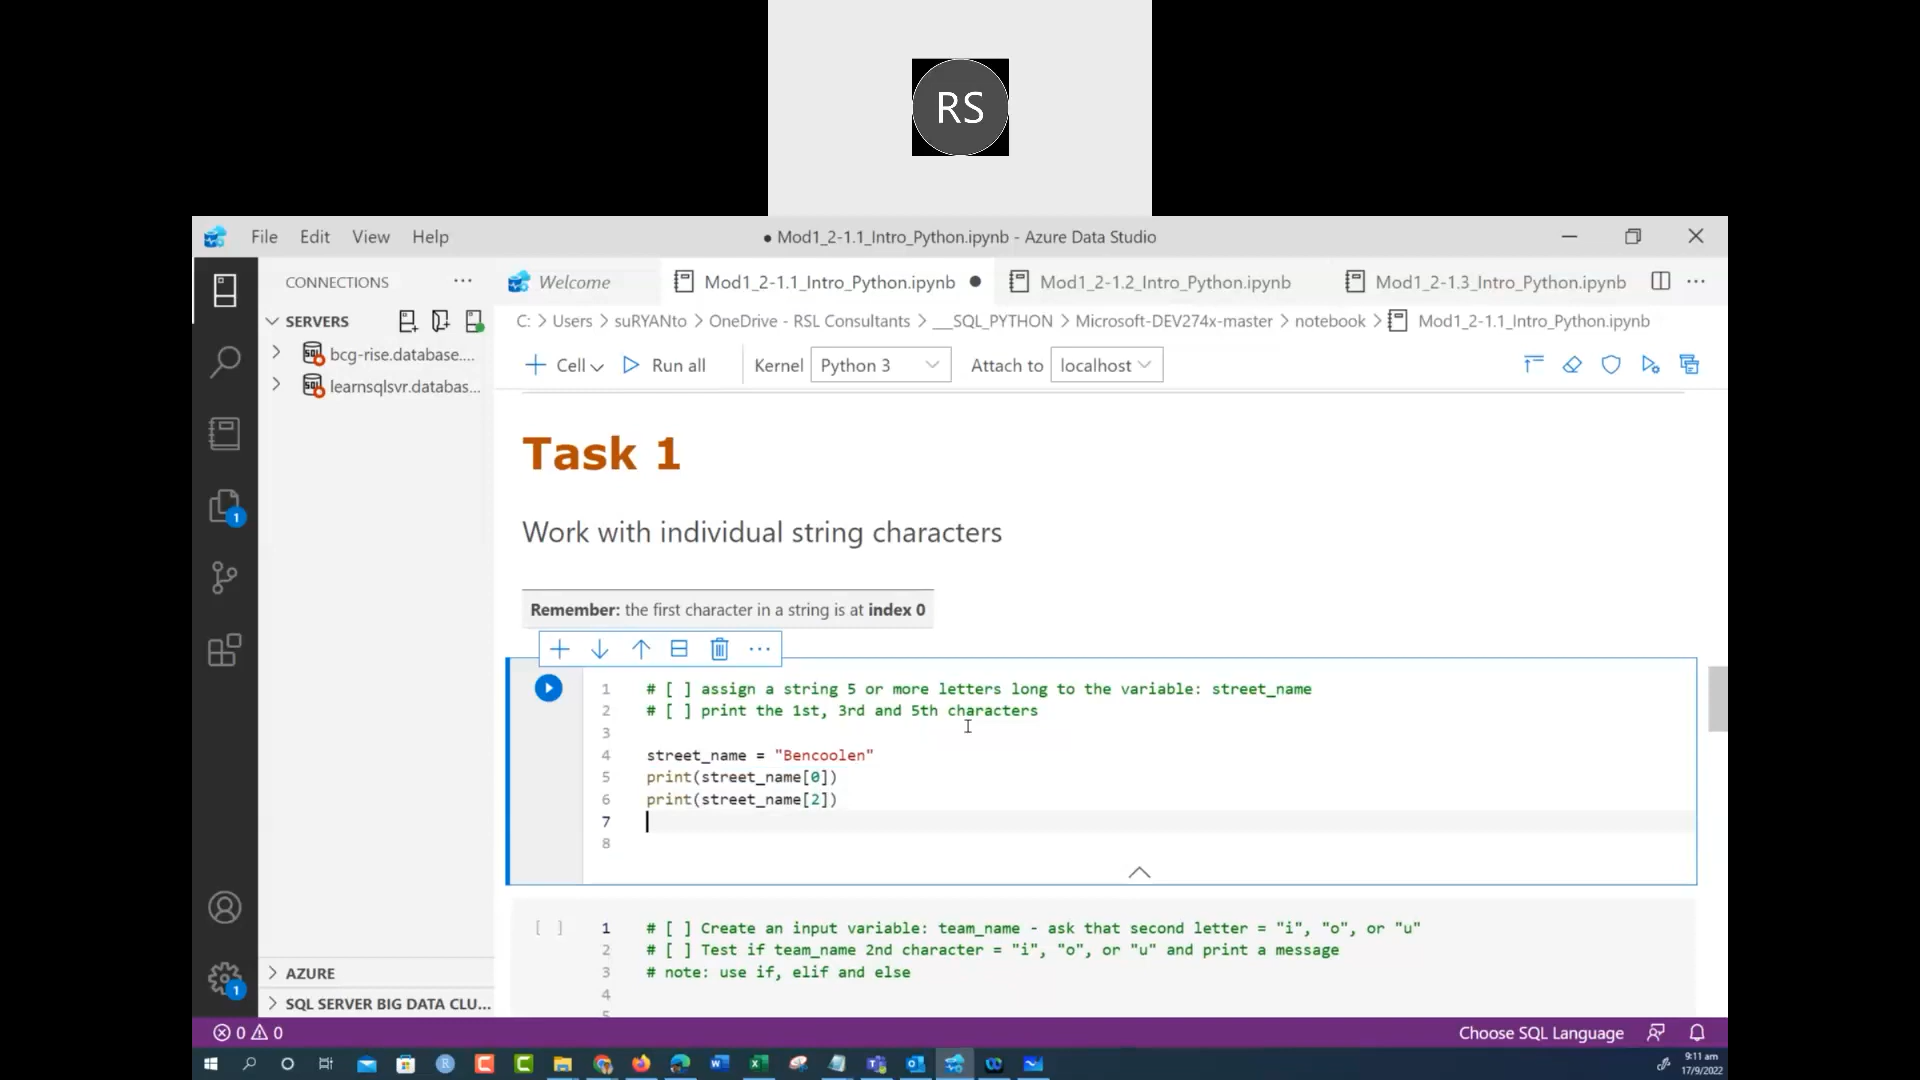 RS
File Edit View Help
● Mod1_2-1.1_Intro_Python.ipynb - Azure Data Studio
CONNECTIONS
Welcome
Mod1_2-1.1_Intro_Python.ipynb
Mod1_2-1.2_Intro_Python.ipynb
Mod1_2-1.3_Intro_Python.ipynb
SERVERS
C: > Users > suRYANto > OneDrive - RSL Consultants > __SQL_PYTHON > Microsoft-DEV274x-master > notebook > Mod1_2-1.1_Intro_Python.ipynb
bcg-rise.database....
learnsqlsvr.databas...
Cell Run all Kernel Python 3 Attach to localhost
Task 1
Work with individual string characters
Remember: the first character in a string is at index 0
1 # [ ] assign a string 5 or more letters long to the variable: street_name
2 # [ ] print the 1st, 3rd and 5th characters
3
4 street_name = "Bencoolen"
5 print(street_name[0])
6 print(street_name[2])
7
8
[ ] 1 # [ ] Create an input variable: team_name - ask that second letter = "i", "o", or "u"
2 # [ ] Test if team_name 2nd character = "i", "o", or "u" and print a message
3 # note: use if, elif and else
4
5
1
1
AZURE
SQL SERVER BIG DATA CLU...
0 0
Choose SQL Language
9:11 am
17/9/2022